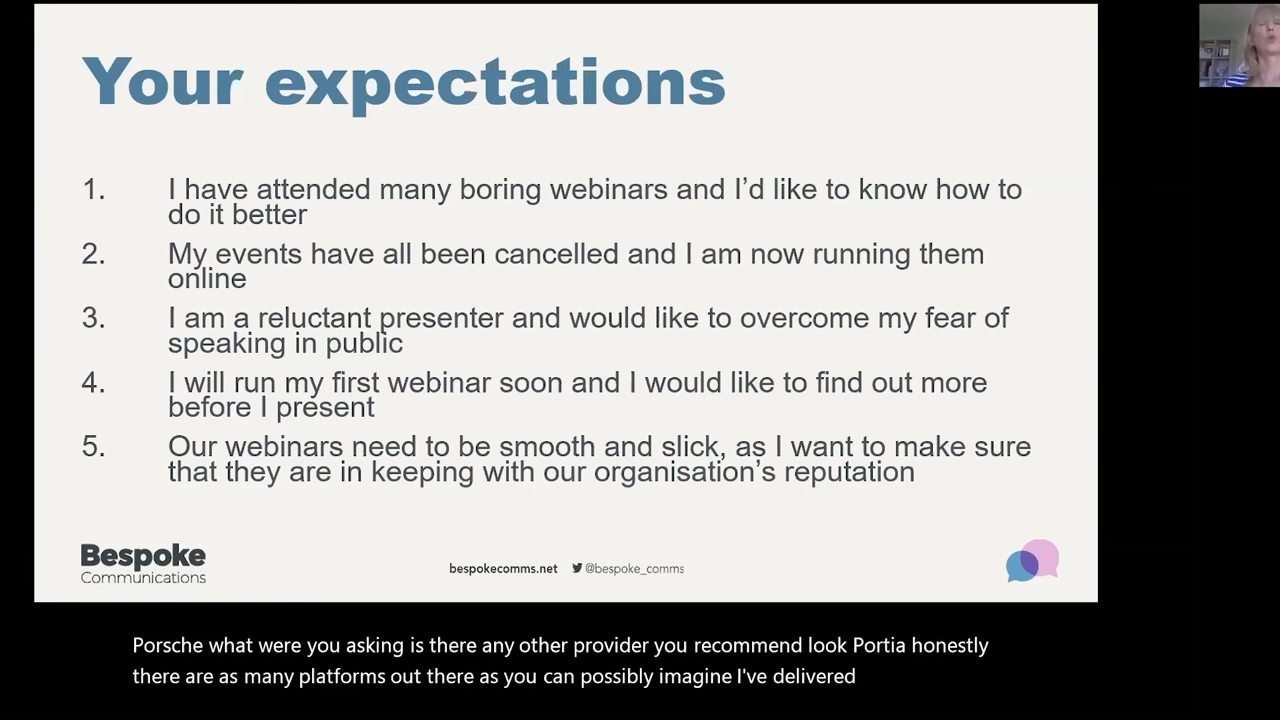 Your expectations
1. I have attended many boring webinars and I’d like to know how to
do it better
2. My events have all been cancelled and I am now running them
online
3. I am a reluctant presenter and would like to overcome my fear of
speaking in public
4. I will run my first webinar soon and I would like to find out more
before I present
5. Our webinars need to be smooth and slick, as I want to make sure
that they are in keeping with our organisation’s reputation
Bespoke
Communications
bespokecomms.net @bespoke_comms
Porsche what were you asking is there any other provider you recommend look Portia honestly
there are as many platforms out there as you can possibly imagine I've delivered